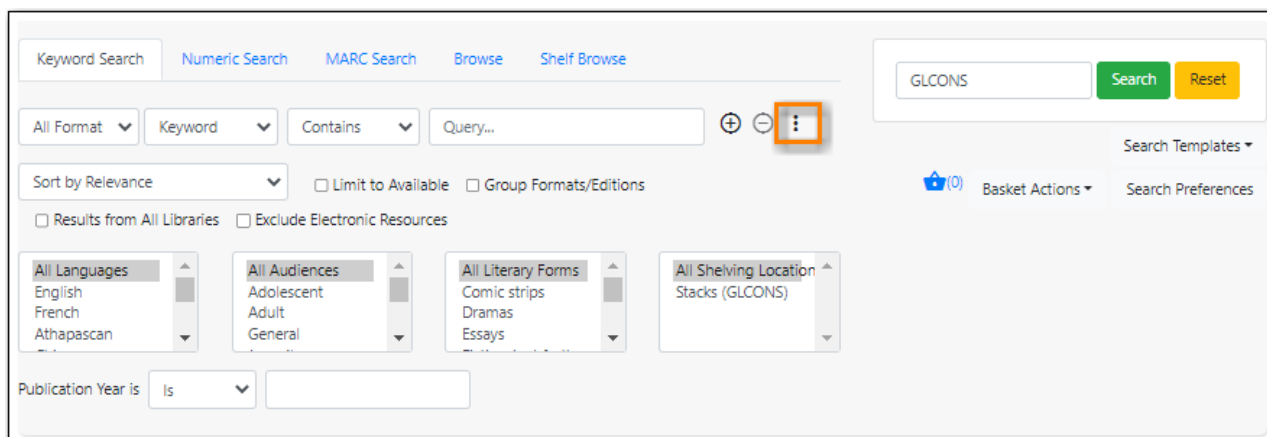 Keyword Search Numeric Search MARC Search Browse Shelf Browse
GLCONS Search Reset
All Format Keyword Contains Query...
Search Templates
Sort by Relevance Limit to Available Group Formats/Editions
(0) Basket Actions Search Preferences
Results from All Libraries Exclude Electronic Resources
All Languages
English
French
Athapascan
All Audiences
Adolescent
Adult
General
All Literary Forms
Comic strips
Dramas
Essays
All Shelving Location
Stacks (GLCONS)
Publication Year is Is